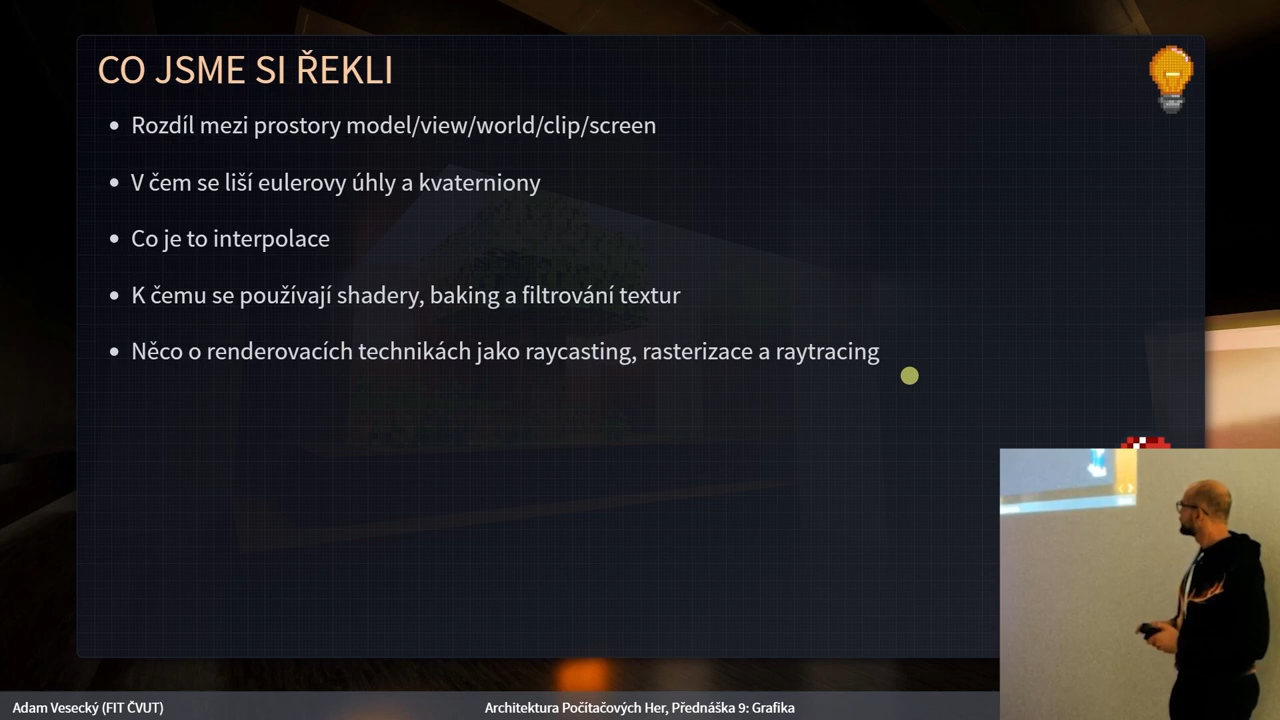 CO JSME SI ŘEKLI
Rozdíl mezi prostory model/view/world/clip/screen
V čem se liší eulerovy úhly a kvaterniony
Co je to interpolace
K čemu se používají shadery, baking a filtrování textur
Něco o renderovacích technikách jako raycasting, rasterizace a raytracing
Adam Vesecký (FIT ČVUT)
Architektura Počítačových Her, Přednáška 9: Grafika